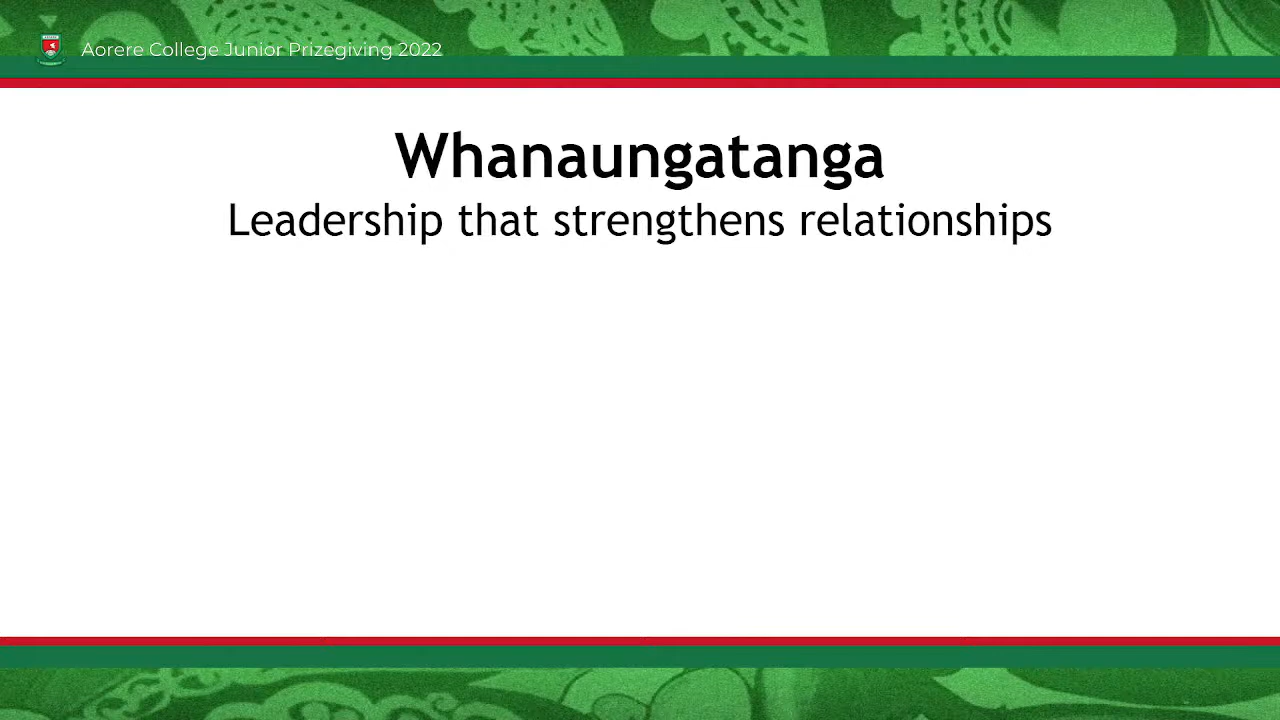 Aorere College Junior Prizegiving 2022
Whanaungatanga
Leadership that strengthens relationships